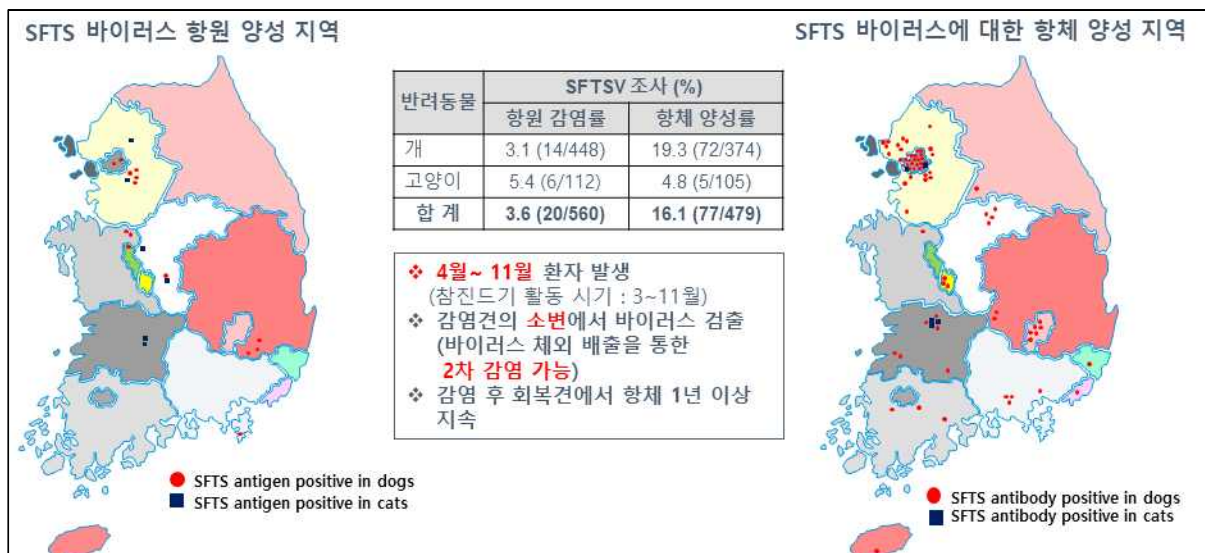 SFTS 바이러스 항원 양성 지역
SFTS 바이러스에 대한 항체 양성 지역
반려동물 SFTSV 조사 (%)
항원 감염률 항체 양성률
개 3.1 (14/448) 19.3 (72/374)
고양이 5.4 (6/112) 4.8 (5/105)
합 계 3.6 (20/560) 16.1 (77/479)
❖ 4월~ 11월 환자 발생
(참진드기 활동 시기 : 3~11월)
❖ 감염견의 소변에서 바이러스 검출
(바이러스 체외 배출을 통한
2차 감염 가능)
❖ 감염 후 회복견에서 항체 1년 이상
지속
SFTS antigen positive in dogs
SFTS antigen positive in cats
SFTS antibody positive in dogs
SFTS antibody positive in cats